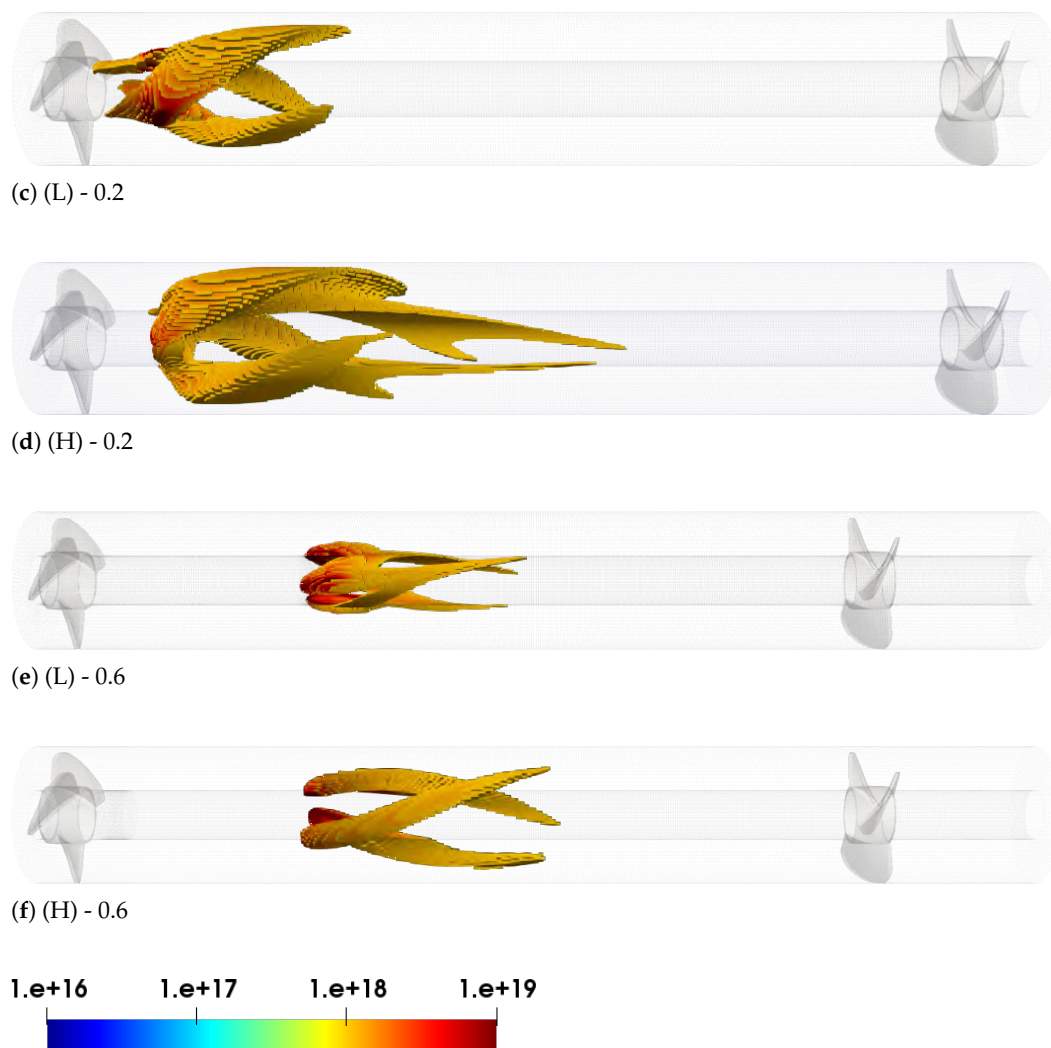 (c) (L) - 0.2
(d) (H) - 0.2
(e) (L) - 0.6
(f) (H) - 0.6
1.e+16 1.e+17 1.e+18 1.e+19